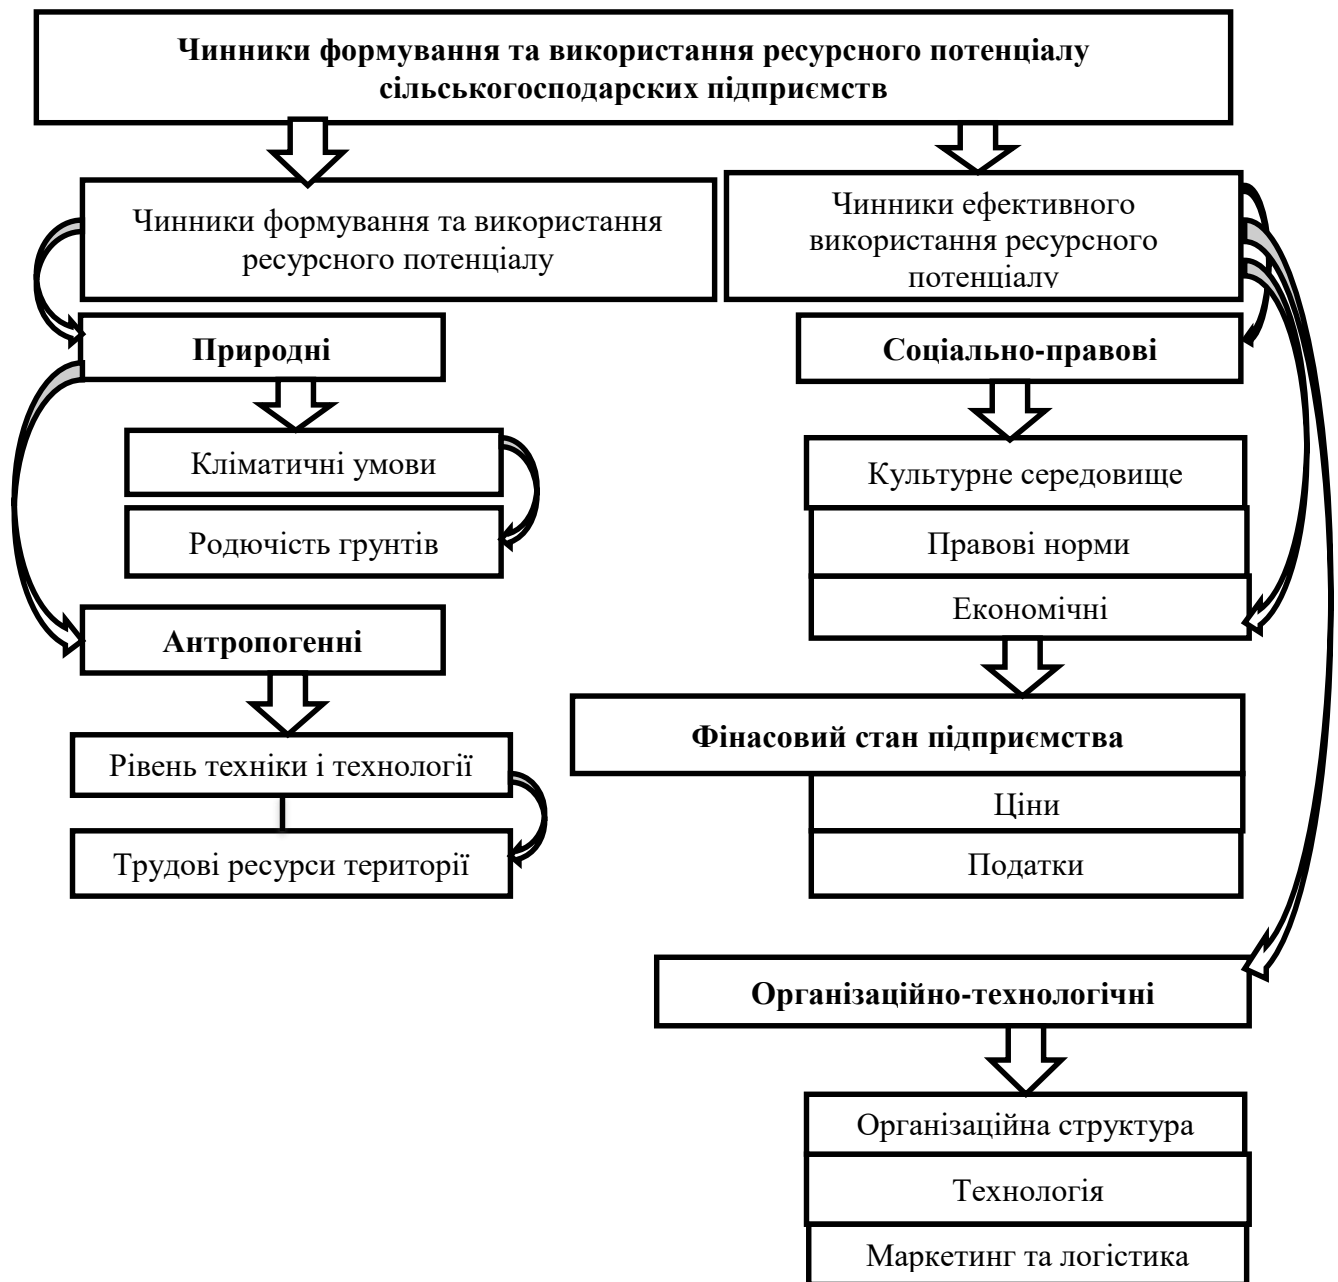 Чинники формування та використання ресурсного потенціалу
сільськогосподарских підприємств
Чинники формування та використання
ресурсного потенціалу
Чинники ефективного
використання ресурсного
потенціалу
Природні
Кліматичні умови
Родючість грунтів
Антропогенні
Рівень техніки і технології
Трудові ресурси території
Соціально-правові
Культурне середовище
Правові норми
Економічні
Фінасовий стан підприємства
Ціни
Податки
Організаційно-технологічні
Організаційна структура
Технологія
Маркетинг та логістика